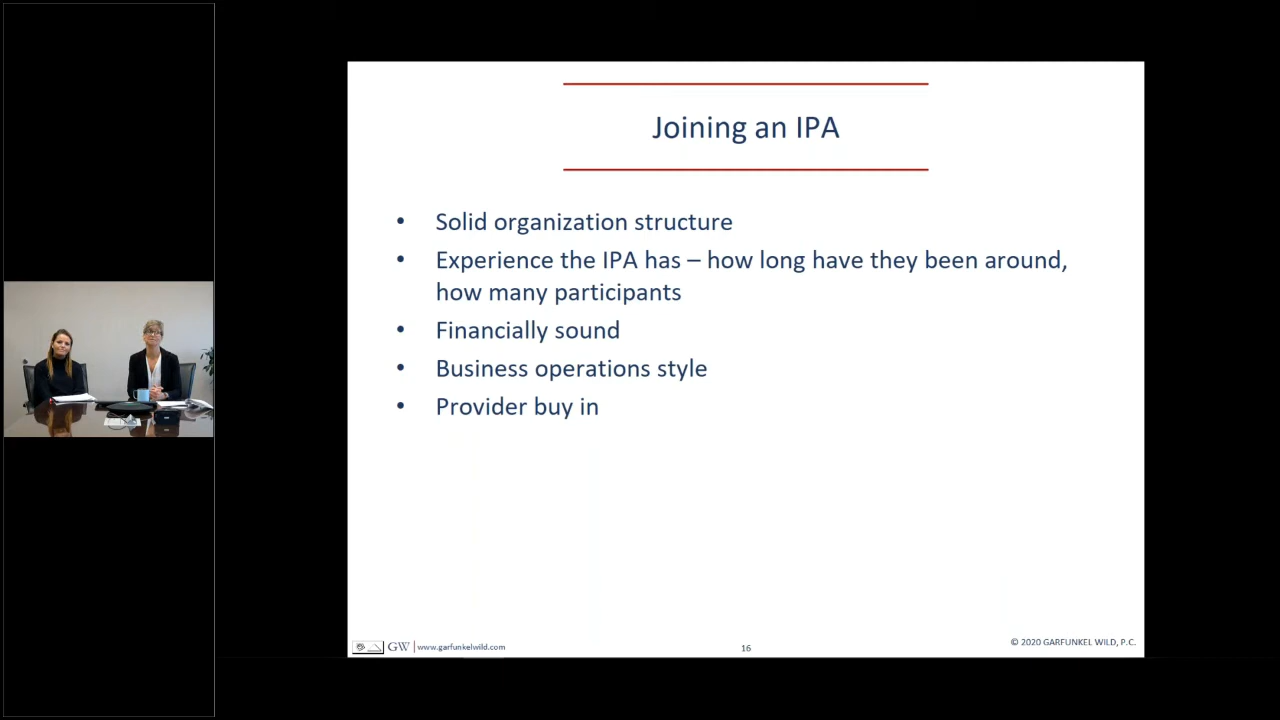 Joining an IPA
• Solid organization structure
• Experience the IPA has – how long have they been around,
how many participants
• Financially sound
• Business operations style
• Provider buy in
GW | www.garfunkelwild.com
16
© 2020 GARFUNKEL WILD, P.C.